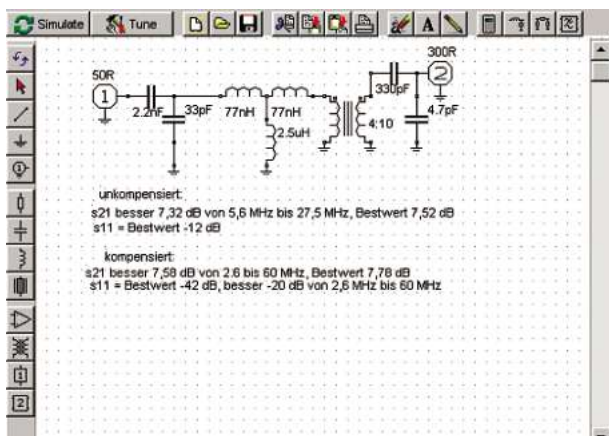 Simulate Tune A
300R
50R
2
1
330pF
2.2nF 33pF 77nH 77nH 4.7pF
4:10
2.5uH
unkompensiert:
s21 besser 7,32 dB von 5,6 MHz bis 27,5 MHz, Bestwert 7,52 dB
s11 = Bestwert -12 dB
kompensiert:
s21 besser 7,58 dB von 2.6 bis 60 MHz, Bestwert 7,78 dB
s11 = Bestwert -42 dB, besser -20 dB von 2,6 MHz bis 60 MHz
1
1
2